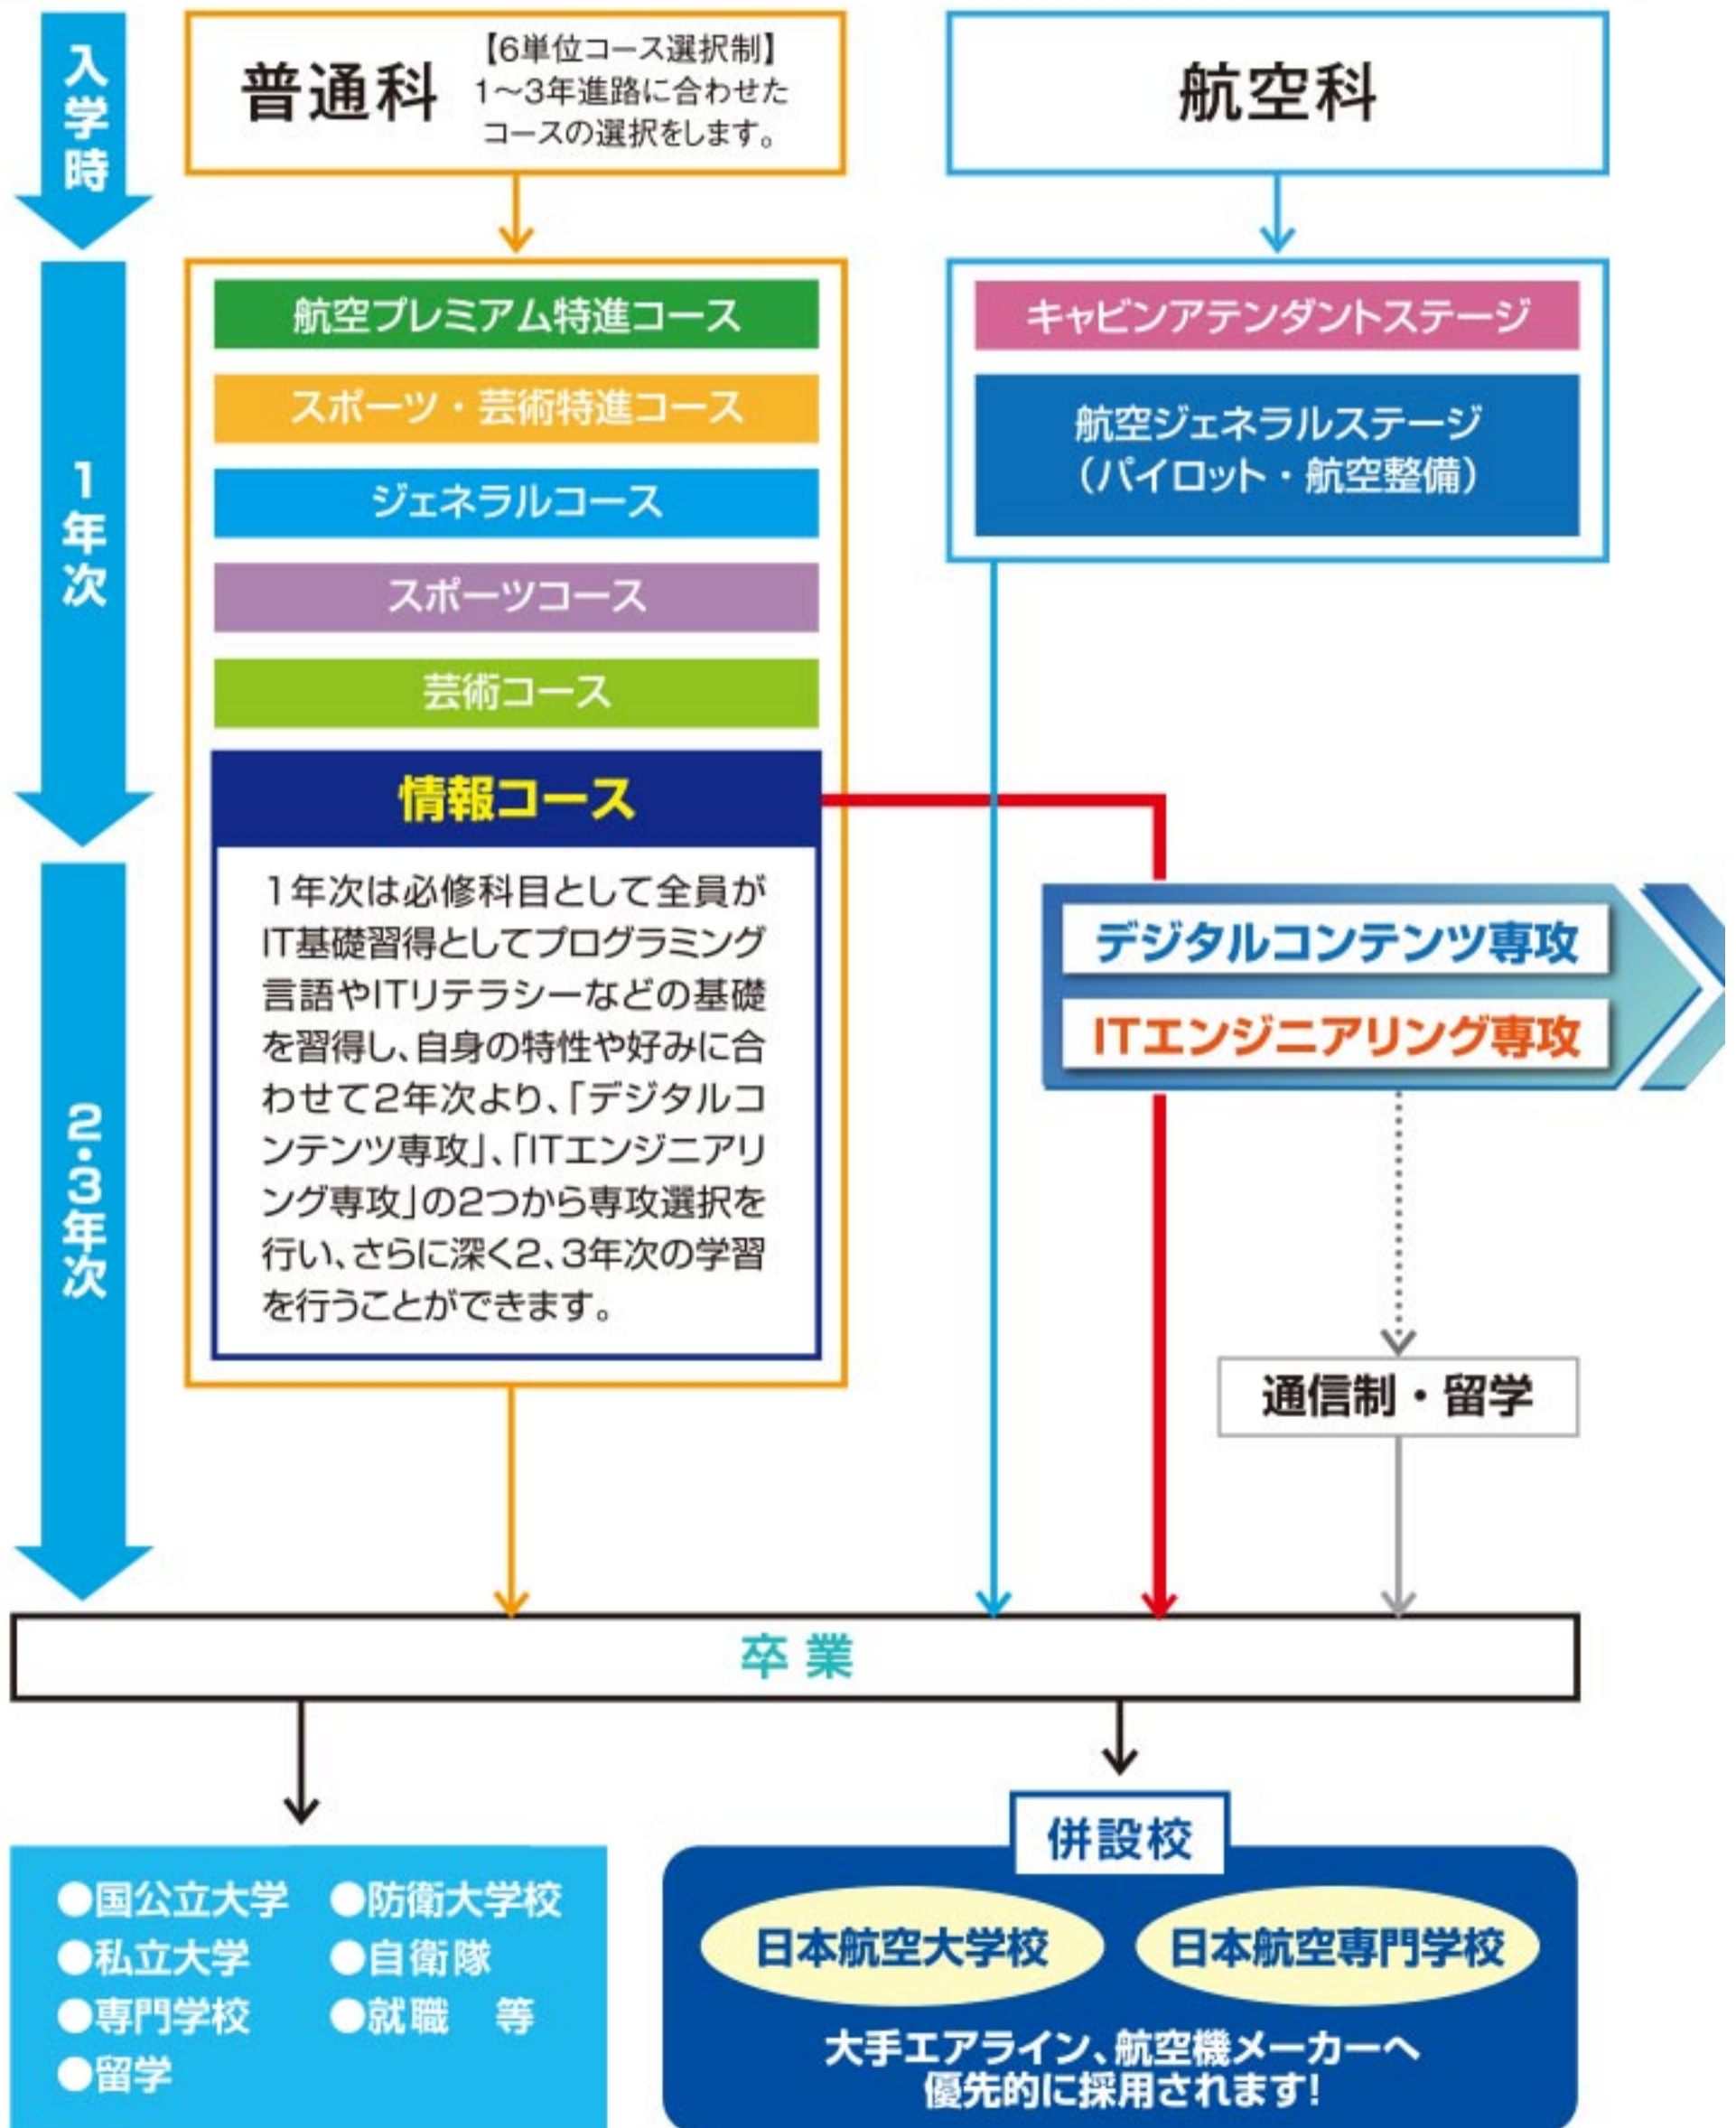 入学時
普通科
【6単位コース選択制】
1〜3年進路に合わせた
コースの選択をします。
航空科
1年次
航空プレミアム特進コース
スポーツ・芸術特進コース
ジェネラルコース
スポーツコース
芸術コース
情報コース
1年次は必修科目として全員が
IT基礎習得としてプログラミング
言語やITリテラシーなどの基礎
を習得し、自身の特性や好みに合
わせて2年次より、「デジタルコ
ンテンツ専攻」、「ITエンジニアリ
ング専攻」の2つから専攻選択を
行い、さらに深く2、3年次の学習
を行うことができます。
キャビンアテンダントステージ
航空ジェネラルステージ
（パイロット・航空整備）
2・3年次
デジタルコンテンツ専攻
ITエンジニアリング専攻
通信制・留学
卒業
●国公立大学
●私立大学
●専門学校
●留学
●防衛大学校
●自衛隊
●就職　等
併設校
日本航空大学校
日本航空専門学校
大手エアライン、航空機メーカーへ
優先的に採用されます!